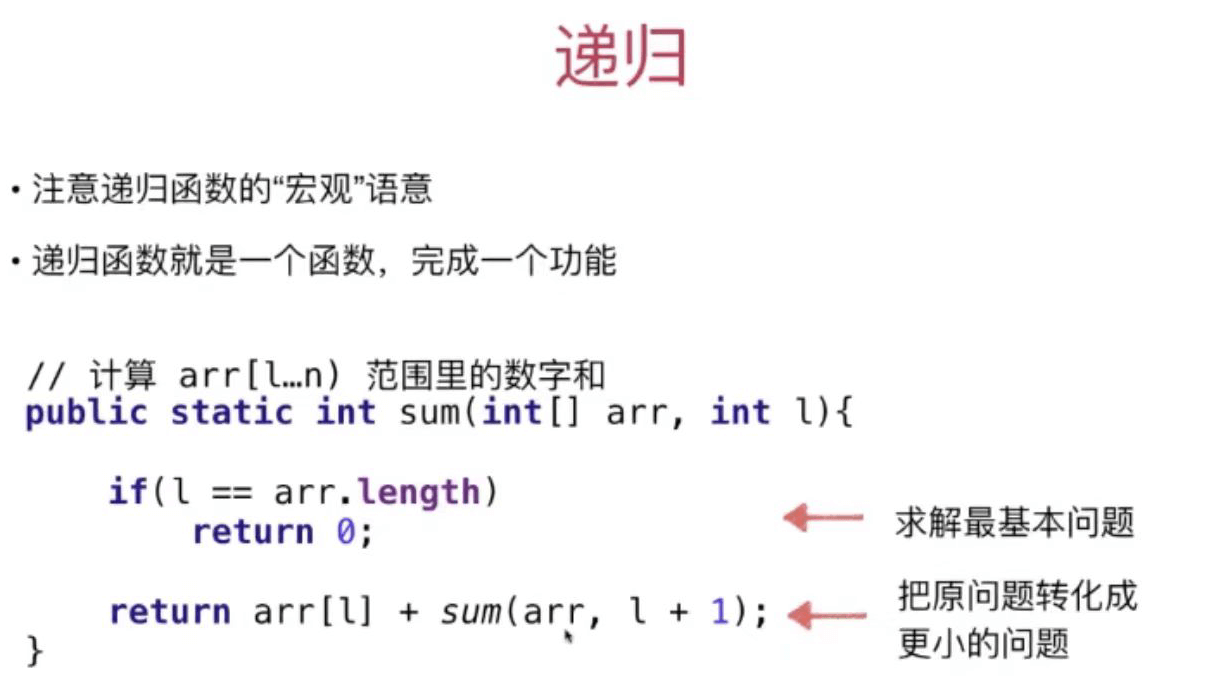 递归
• 注意递归函数的“宏观”语意
• 递归函数就是一个函数，完成一个功能
// 计算 arr[l…n) 范围里的数字和
public static int sum(int[] arr, int l){
if(l == arr.length)
return 0;
求解最基本问题
return arr[l] + sum(arr, l + 1);
把原问题转化成
更小的问题
}